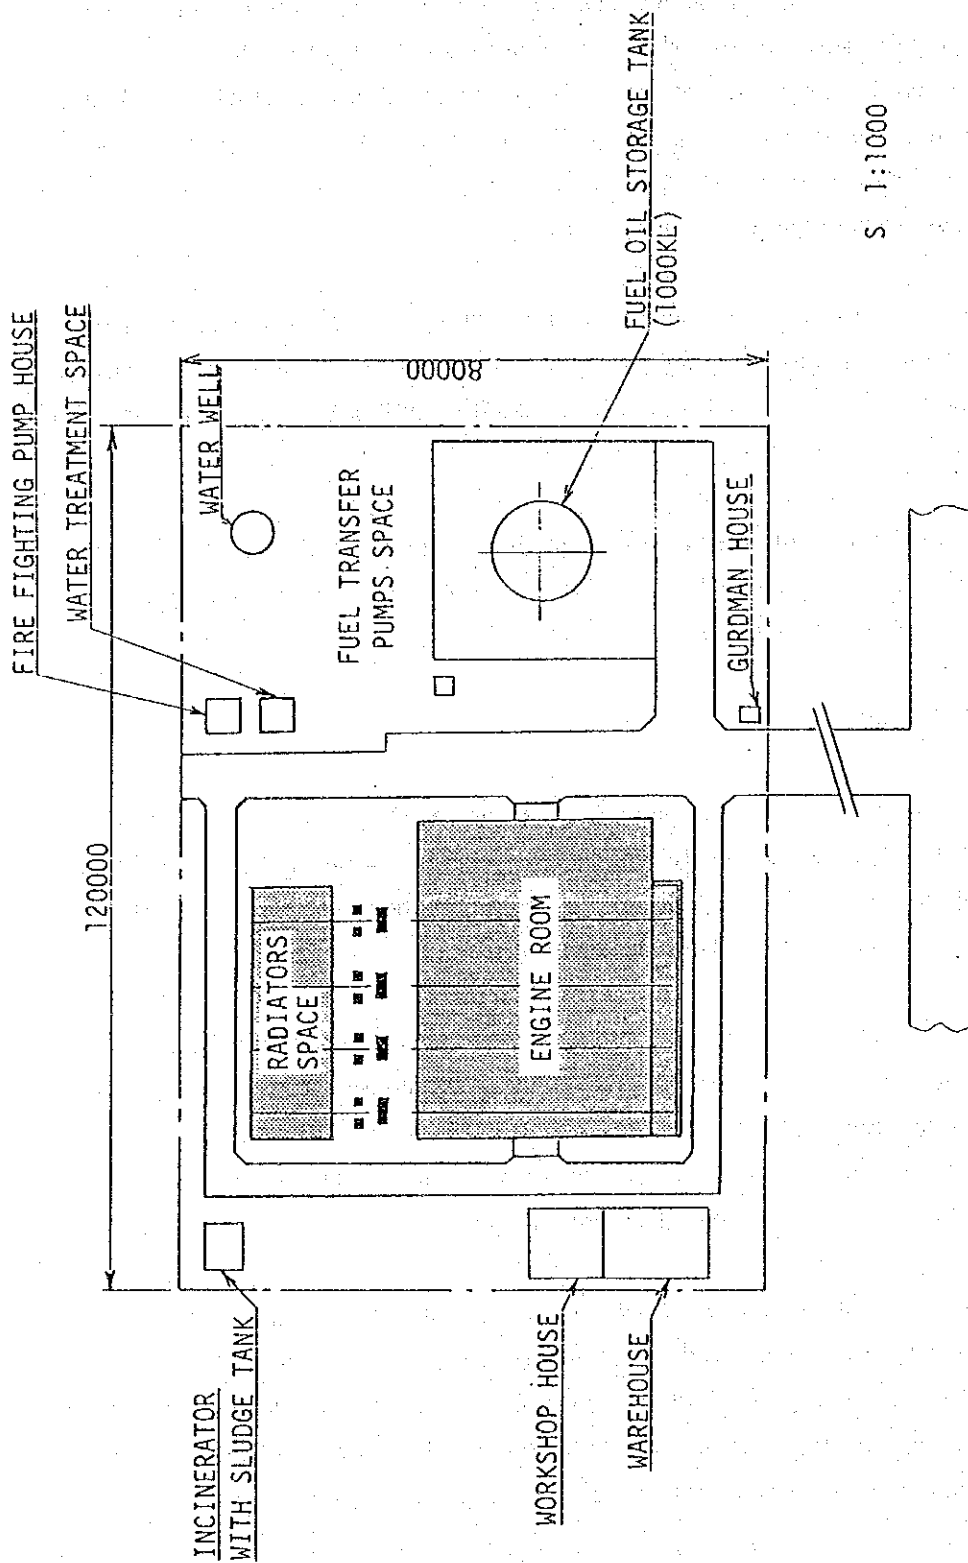 FIRE FIGHTING PUMP HOUSE
WATER TREATMENT SPACE
120000
WATER WELL
80000
INCINERATOR
WITH SLUDGE TANK
RADIATORS
SPACE
FUEL TRANSFER
PUMPS SPACE
ENGINE ROOM
WORKSHOP HOUSE
WAREHOUSE
GURDMAN HOUSE
FUEL OIL STORAGE TANK
(1000KL)
S 1:1000